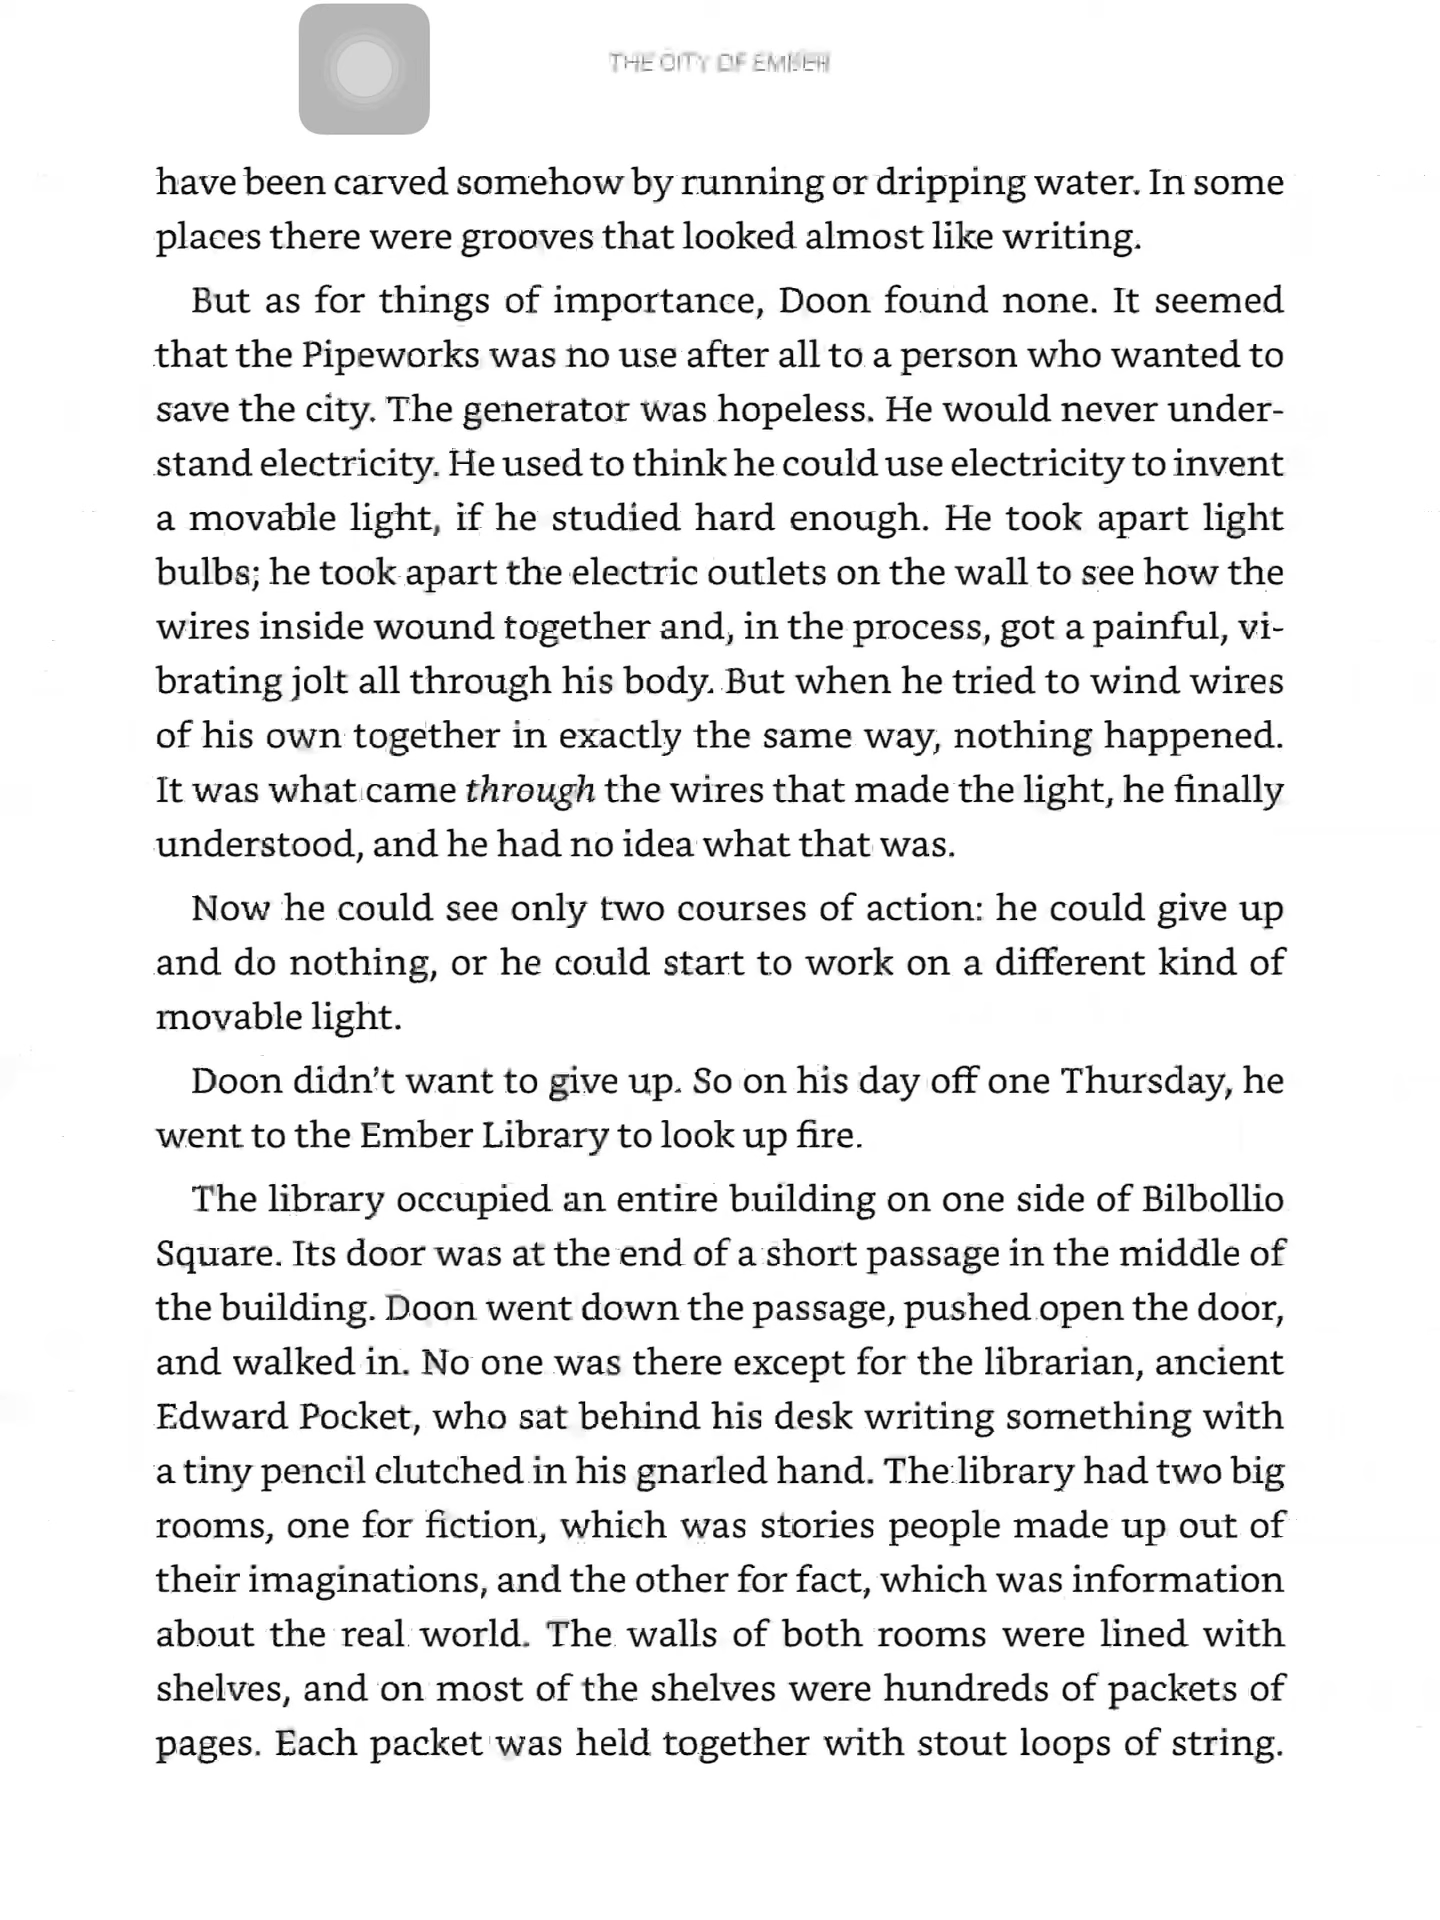 THE CITY OF EMBER
have been carved somehow by running or dripping water. In some
places there were grooves that looked almost like writing.
But as for things of importance, Doon found none. It seemed
that the Pipeworks was no use after all to a person who wanted to
save the city. The generator was hopeless. He would never under-
stand electricity. He used to think he could use electricity to invent
a movable light, if he studied hard enough. He took apart light
bulbs; he took apart the electric outlets on the wall to see how the
wires inside wound together and, in the process, got a painful, vi-
brating jolt all through his body. But when he tried to wind wires
of his own together in exactly the same way, nothing happened.
It was what came through the wires that made the light, he finally
understood, and he had no idea what that was.
Now he could see only two courses of action: he could give up
and do nothing, or he could start to work on a different kind of
movable light.
Doon didn’t want to give up. So on his day off one Thursday, he
went to the Ember Library to look up fire.
The library occupied an entire building on one side of Bilbollio
Square. Its door was at the end of a short passage in the middle of
the building. Doon went down the passage, pushed open the door,
and walked in. No one was there except for the librarian, ancient
Edward Pocket, who sat behind his desk writing something with
a tiny pencil clutched in his gnarled hand. The library had two big
rooms, one for fiction, which was stories people made up out of
their imaginations, and the other for fact, which was information
about the real world. The walls of both rooms were lined with
shelves, and on most of the shelves were hundreds of packets of
pages. Each packet was held together with stout loops of string.